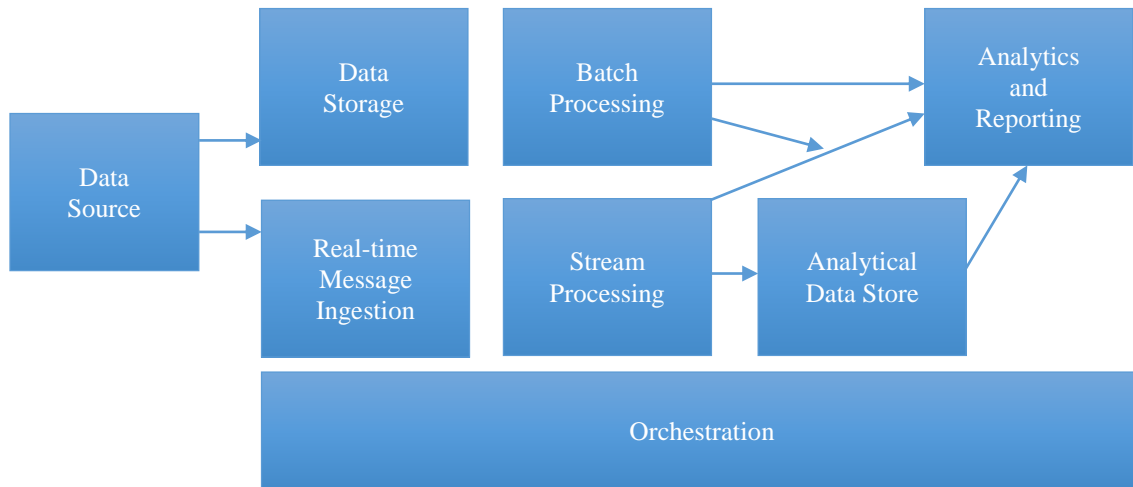 Data
Source
Data
Storage
Real-time
Message
Ingestion
Batch
Processing
Stream
Processing
Analytical
Data Store
Analytics
and
Reporting
Orchestration